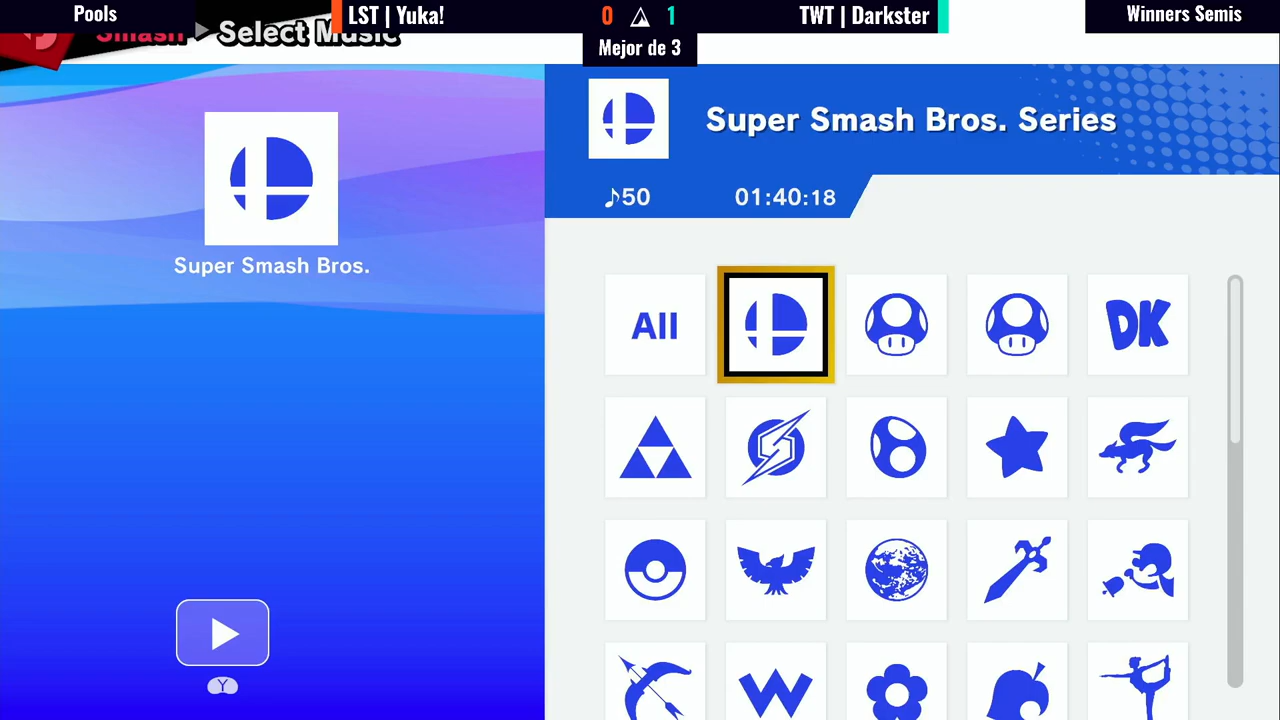 Pools
LST | Yuka!
0
1
TWT | Darkster
Winners Semis
Mejor de 3
Smash
Select Music
Super Smash Bros. Series
♪50
01:40:18
Super Smash Bros.
All
DK
Y